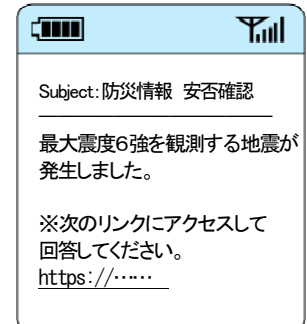 Subject:防災情報 安否確認
最大震度6強を観測する地震が
発生しました。
※次のリンクにアクセスして
回答してください。
https://……